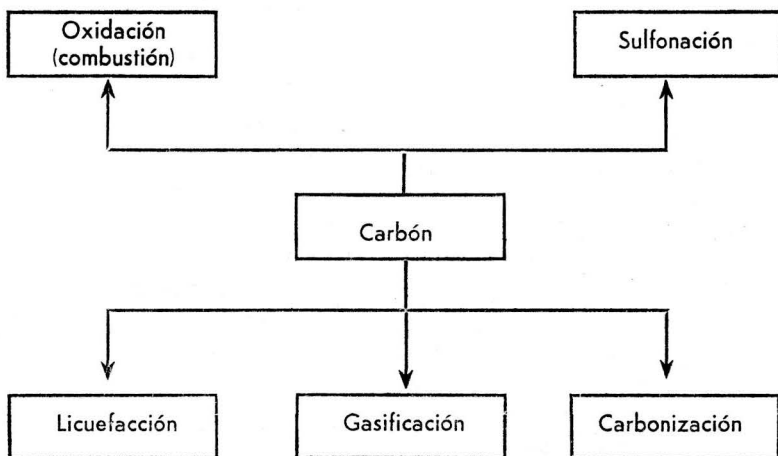 Oxidación
(combustión)
Sulfonación
Carbón
Licuefacción
Gasificación
Carbonización